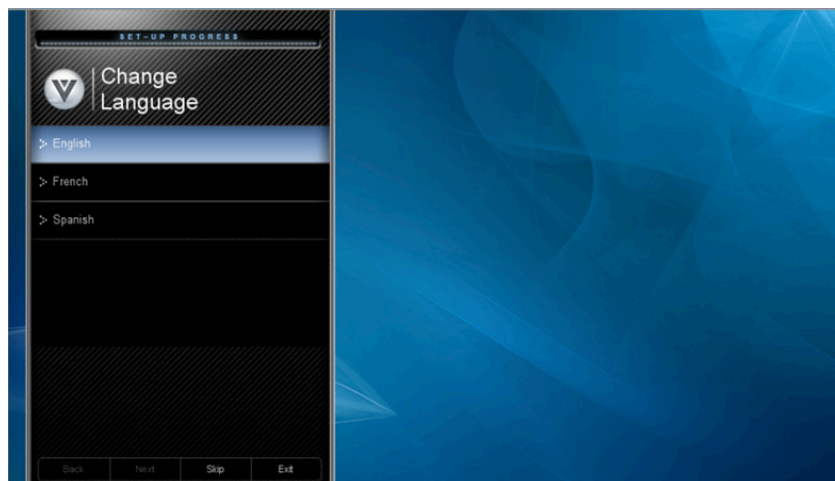 SET-UP PROGRESS
Change
Language
English
French
Spanish
Back Next Skip Exit